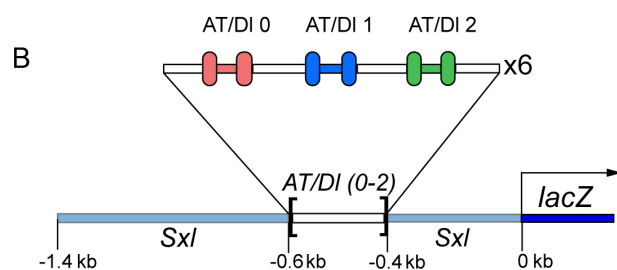 B
AT/DI 0 AT/DI 1 AT/DI 2
x6
AT/DI (0-2)
lacZ
Sxl Sxl
-1.4 kb -0.6 kb -0.4 kb 0 kb